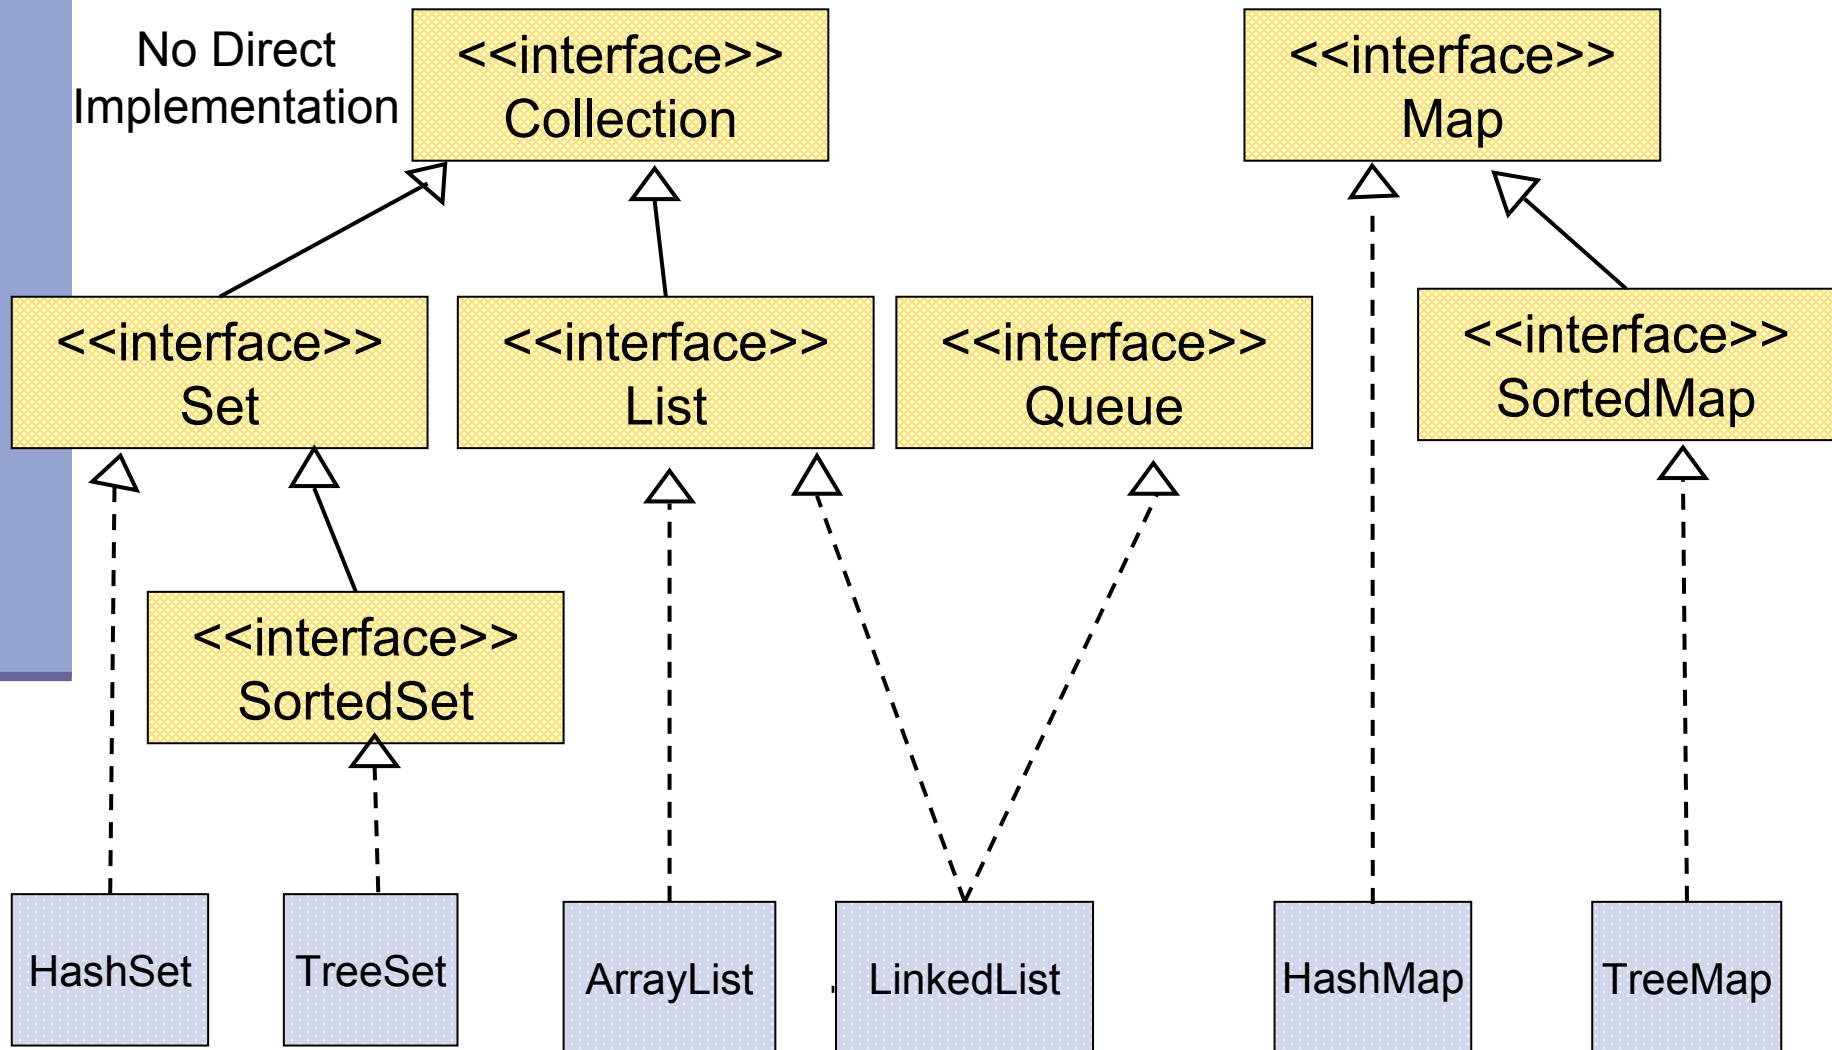 No Direct
Implementation
<<interface>>
Collection
<<interface>>
Map
<<interface>>
Set
<<interface>>
List
<<interface>>
Queue
<<interface>>
SortedMap
<<interface>>
SortedSet
HashSet
TreeSet
ArrayList
LinkedList
HashMap
TreeMap